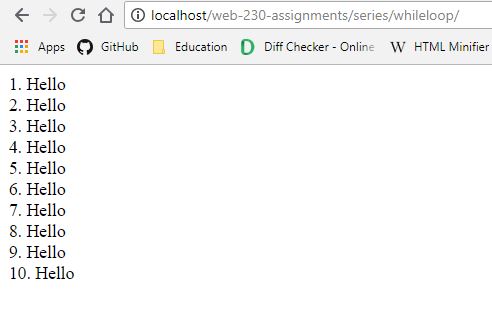 localhost/web-230-assignments/series/whileloop/
Apps GitHub Education Diff Checker - Online W HTML Minifier
1. Hello
2. Hello
3. Hello
4. Hello
5. Hello
6. Hello
7. Hello
8. Hello
9. Hello
10. Hello